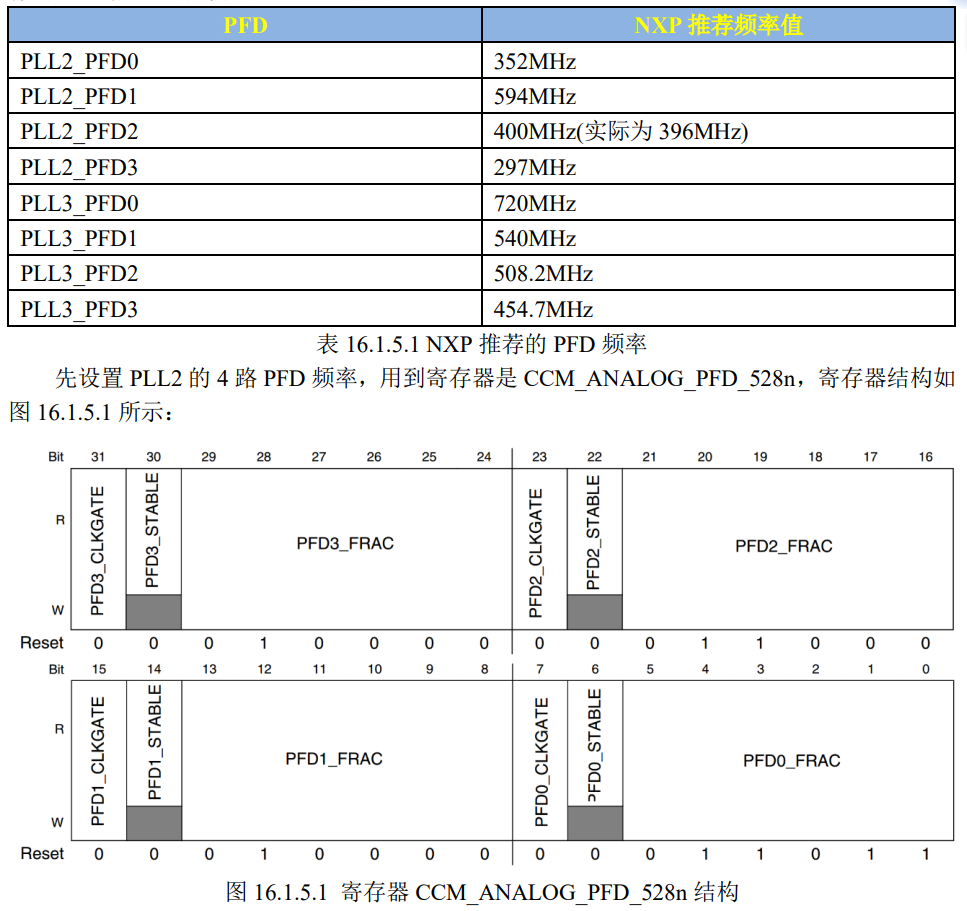 PFD NXP 推荐频率值
PLL2_PFD0 352MHz
PLL2_PFD1 594MHz
PLL2_PFD2 400MHz(实际为 396MHz)
PLL2_PFD3 297MHz
PLL3_PFD0 720MHz
PLL3_PFD1 540MHz
PLL3_PFD2 508.2MHz
PLL3_PFD3 454.7MHz
表 16.1.5.1 NXP 推荐的 PFD 频率
先设置 PLL2 的 4 路 PFD 频率，用到寄存器是 CCM_ANALOG_PFD_528n，寄存器结构如
图 16.1.5.1 所示：
Bit 31 30 29 28 27 26 25 24 23 22 21 20 19 18 17 16
R
PFD3_CLKGATE PFD3_STABLE PFD3_FRAC PFD2_CLKGATE PFD2_STABLE PFD2_FRAC
W
Reset 0 0 0 1 0 0 0 0 0 0 0 1 1 0 0 0
Bit 15 14 13 12 11 10 9 8 7 6 5 4 3 2 1 0
R
PFD1_CLKGATE PFD1_STABLE PFD1_FRAC PFD0_CLKGATE PFD0_STABLE PFD0_FRAC
W
Reset 0 0 0 1 0 0 0 0 0 0 0 1 1 0 1 1
图 16.1.5.1 寄存器 CCM_ANALOG_PFD_528n 结构